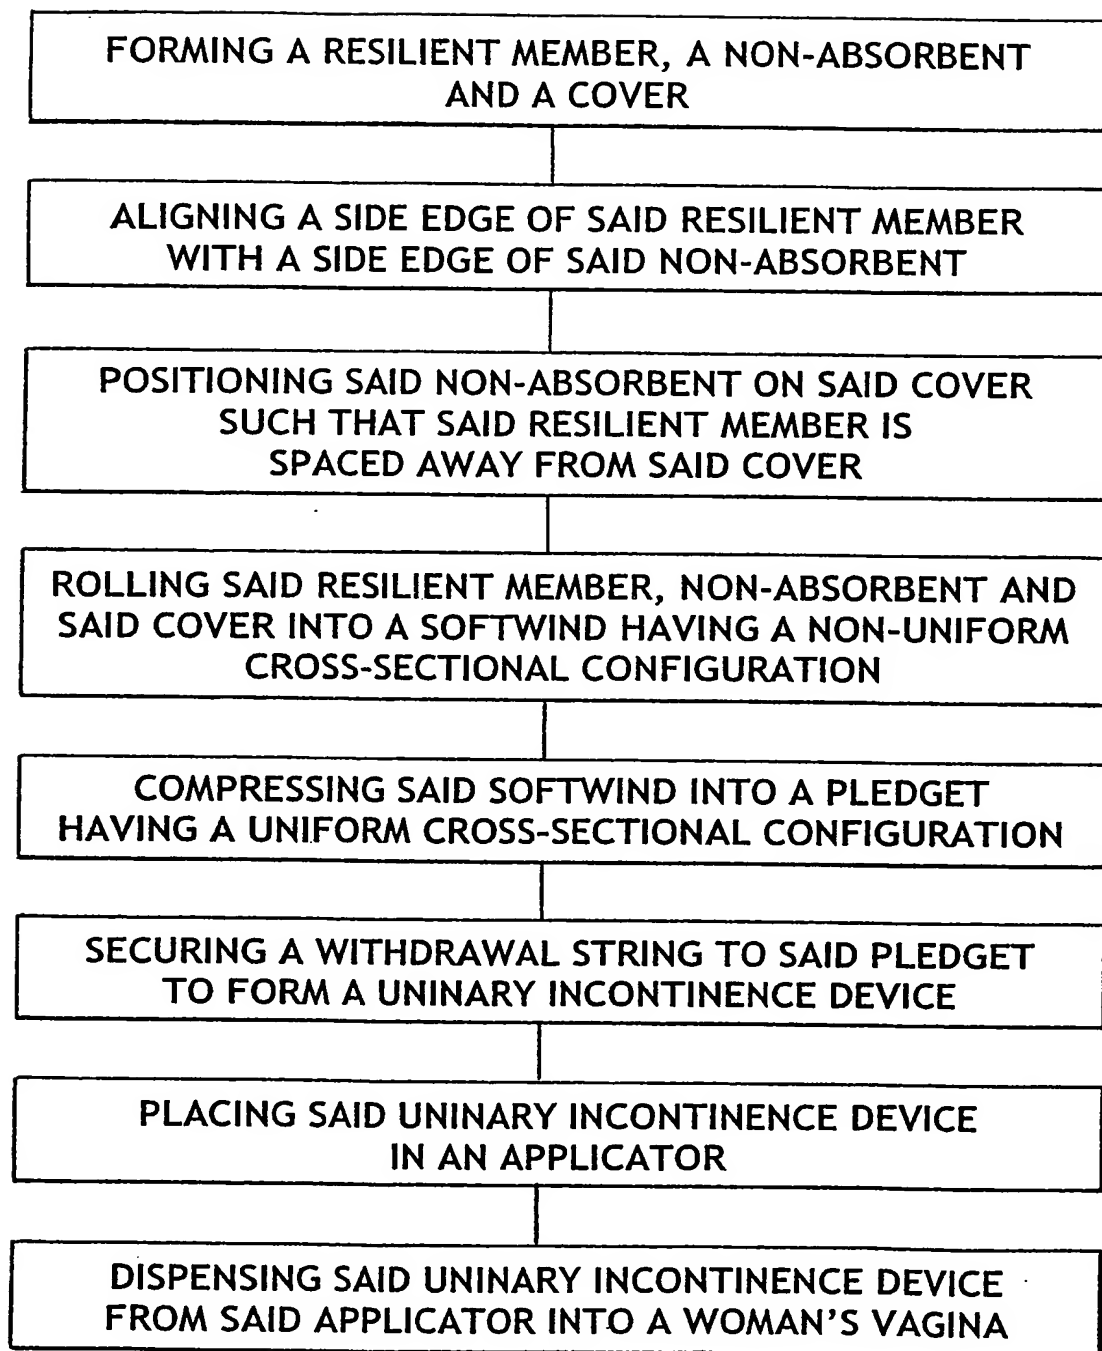 FORMING A RESILIENT MEMBER, A NON-ABSORBENT
AND A COVER
ALIGNING A SIDE EDGE OF SAID RESILIENT MEMBER
WITH A SIDE EDGE OF SAID NON-ABSORBENT
POSITIONING SAID NON-ABSORBENT ON SAID COVER
SUCH THAT SAID RESILIENT MEMBER IS
SPACED AWAY FROM SAID COVER
ROLLING SAID RESILIENT MEMBER, NON-ABSORBENT AND
SAID COVER INTO A SOFTWIND HAVING A NON-UNIFORM
CROSS-SECTIONAL CONFIGURATION
COMPRESSING SAID SOFTWIND INTO A PLEDGET
HAVING A UNIFORM CROSS-SECTIONAL CONFIGURATION
SECURING A WITHDRAWAL STRING TO SAID PLEDGET
TO FORM A UNINARY INCONTINENCE DEVICE
PLACING SAID UNINARY INCONTINENCE DEVICE
IN AN APPLICATOR
DISPENSING SAID UNINARY INCONTINENCE DEVICE
FROM SAID APPLICATOR INTO A WOMAN'S VAGINA